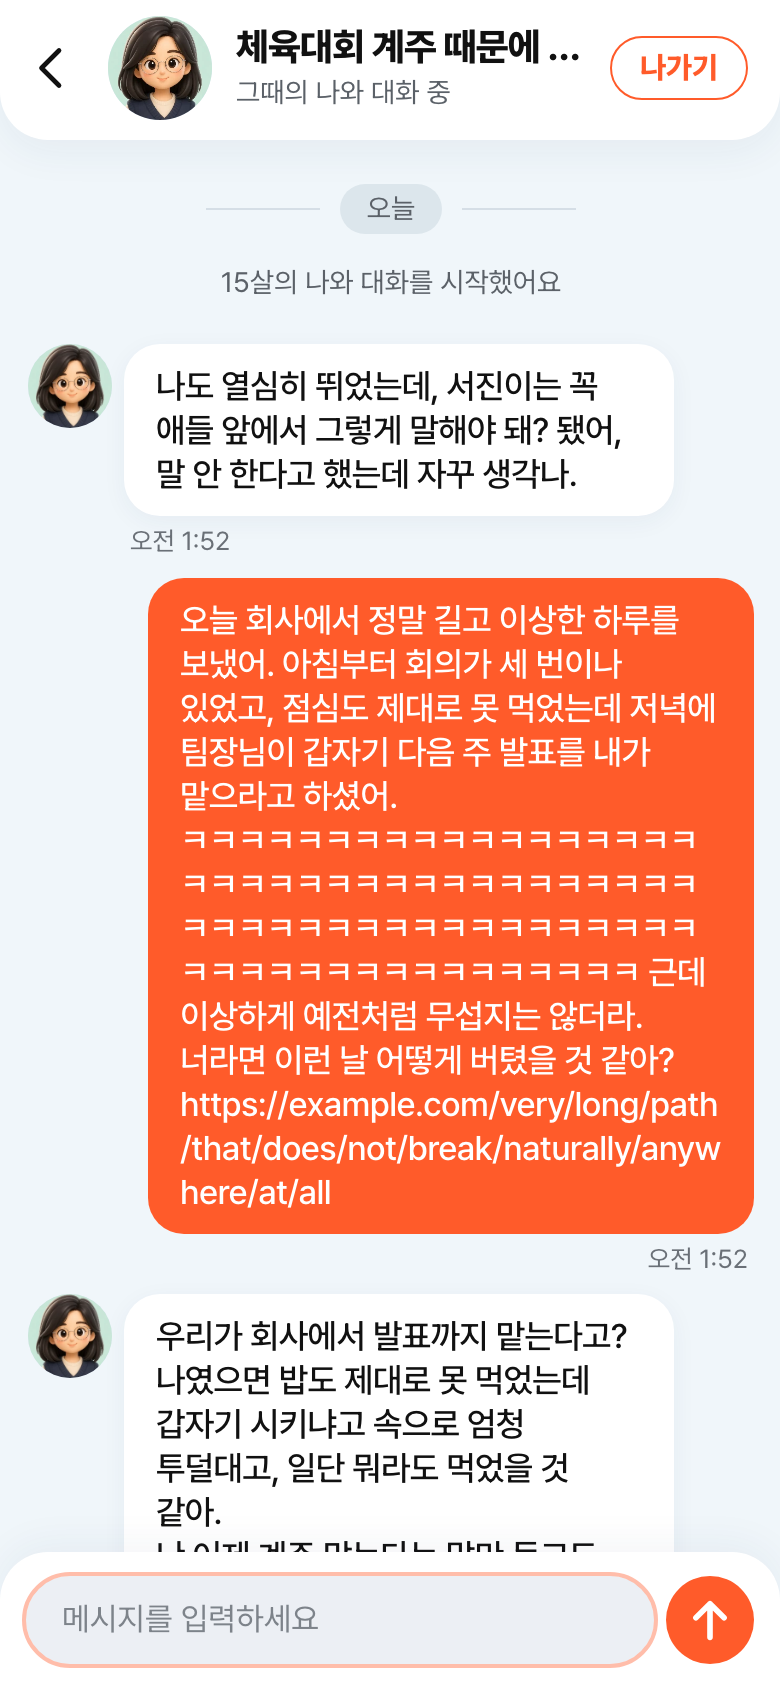 체육대회 계주 때문에 ...
그때의 나와 대화 중
나가기
오늘
15살의 나와 대화를 시작했어요
나도 열심히 뛰었는데, 서진이는 꼭
애들 앞에서 그렇게 말해야 돼? 됐어,
말 안 한다고 했는데 자꾸 생각나.
오전 1:52
오늘 회사에서 정말 길고 이상한 하루를
보냈어. 아침부터 회의가 세 번이나
있었고, 점심도 제대로 못 먹었는데 저녁에
팀장님이 갑자기 다음 주 발표를 내가
맡으라고 하셨어.
ㅋㅋㅋㅋㅋㅋㅋㅋㅋㅋㅋㅋㅋㅋㅋㅋㅋㅋ
ㅋㅋㅋㅋㅋㅋㅋㅋㅋㅋㅋㅋㅋㅋㅋㅋㅋㅋ
ㅋㅋㅋㅋㅋㅋㅋㅋㅋㅋㅋㅋㅋㅋㅋㅋㅋㅋ
ㅋㅋㅋㅋㅋㅋㅋㅋㅋㅋㅋㅋㅋㅋㅋㅋ 근데
이상하게 예전처럼 무섭지는 않더라.
너라면 이런 날 어떻게 버텼을 것 같아?
https://example.com/very/long/path
/that/does/not/break/naturally/anyw
here/at/all
오전 1:52
우리가 회사에서 발표까지 맡는다고?
나였으면 밥도 제대로 못 먹었는데
갑자기 시키냐고 속으로 엄청
투덜대고, 일단 뭐라도 먹었을 것
같아.
메시지를 입력하세요